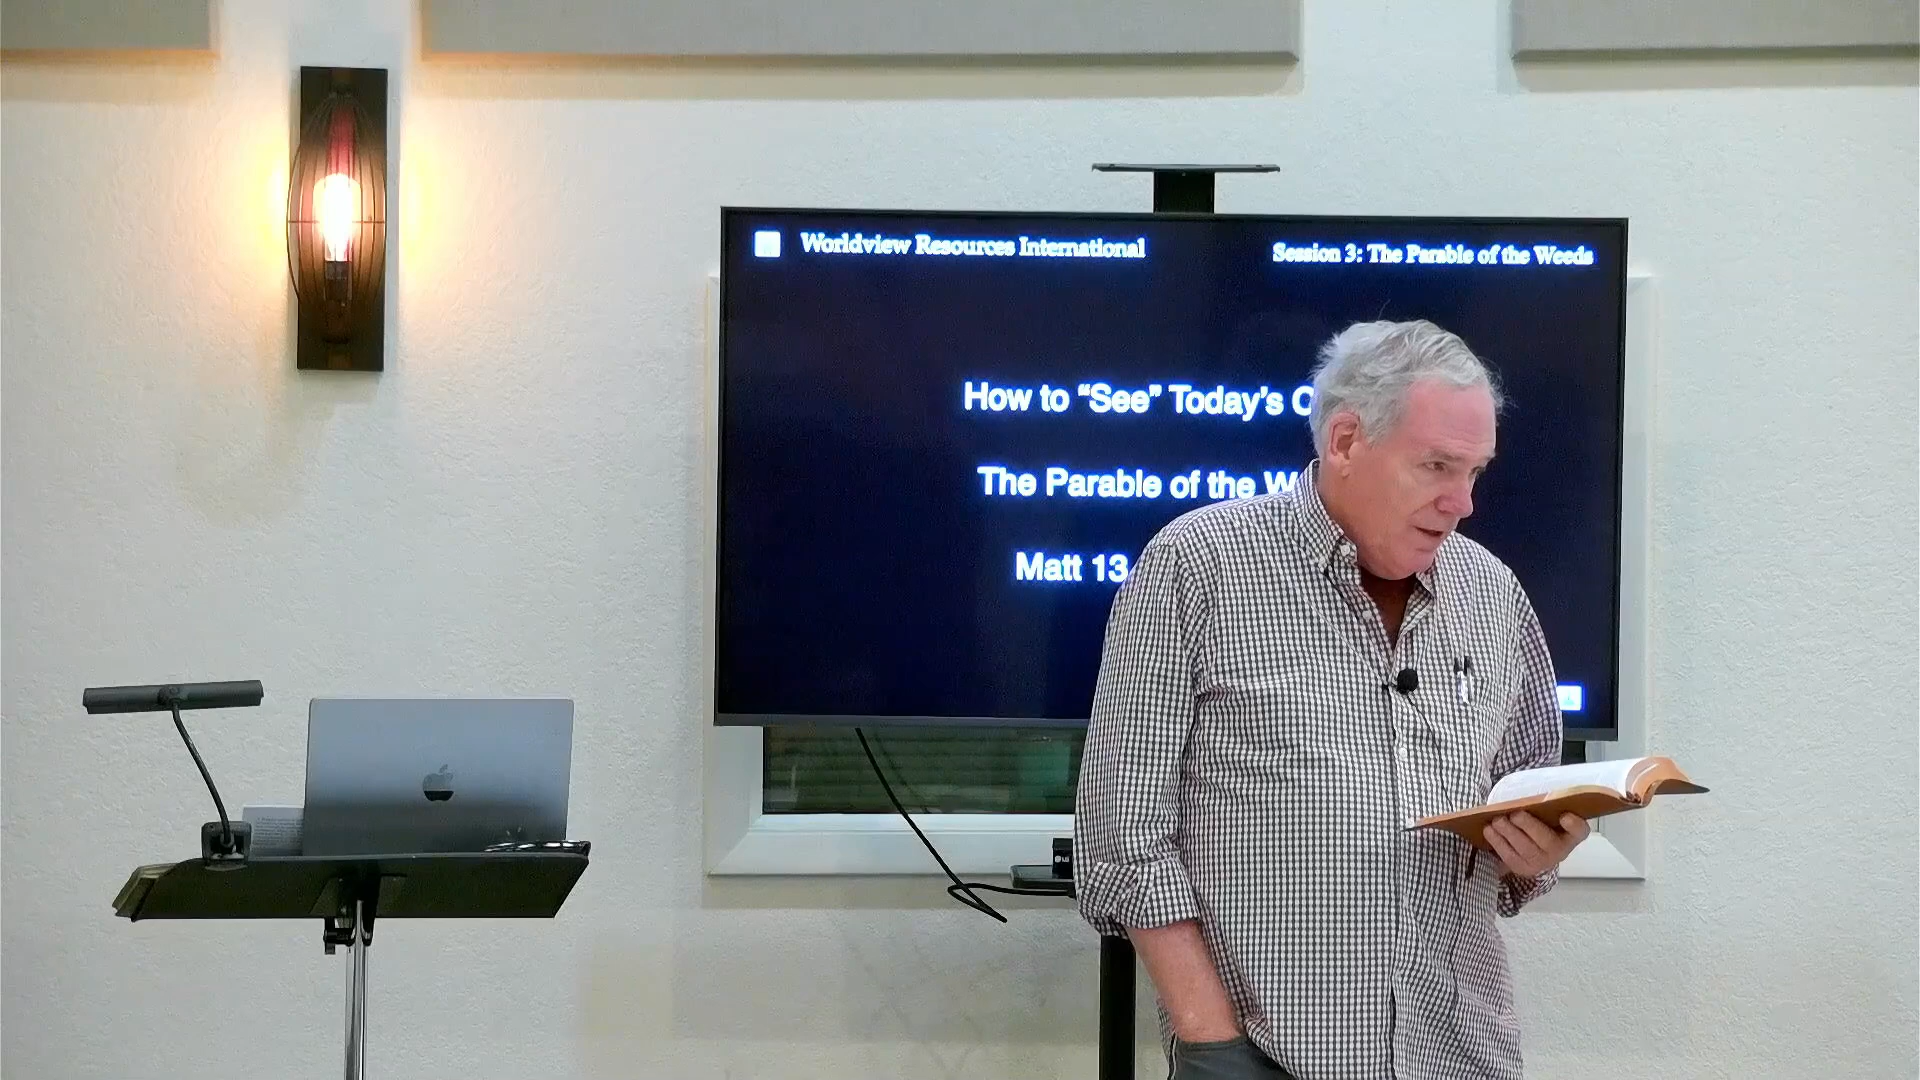 Worldview Resources International
Session 3: The Parable of the Weeds
How to “See” Today’s
The Parable of the
Matt 13